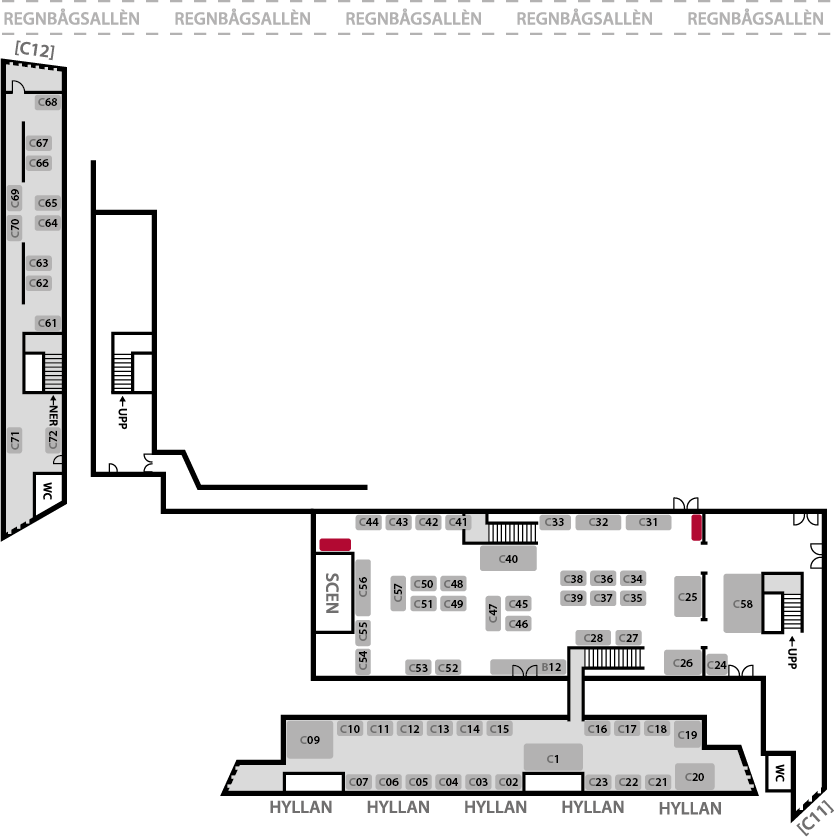 REGNBÅGSALLÈN REGNBÅGSALLÈN REGNBÅGSALLÈN REGNBÅGSALLÈN REGNBÅGSALLÈN
[C12]
C68
C67
C66
C69
C65
C70
C64
C63
C62
C61
NER
UPP
C71
C72
WC
C44 C43 C42 C41 C33 C32 C31
C40
SCEN
C56
C57
C50 C48
C51 C49
C47
C45
C46
C38 C36 C34
C39 C37 C35
C25
C58
UPP
C55
C54
C28 C27
C53 C52
B12
C26
C24
C09
C10 C11 C12 C13 C14 C15
C16 C17 C18
C19
C1
C07 C06 C05 C04 C03 C02
C23 C22 C21
C20
WC
HYLLAN HYLLAN HYLLAN HYLLAN HYLLAN
[C11]